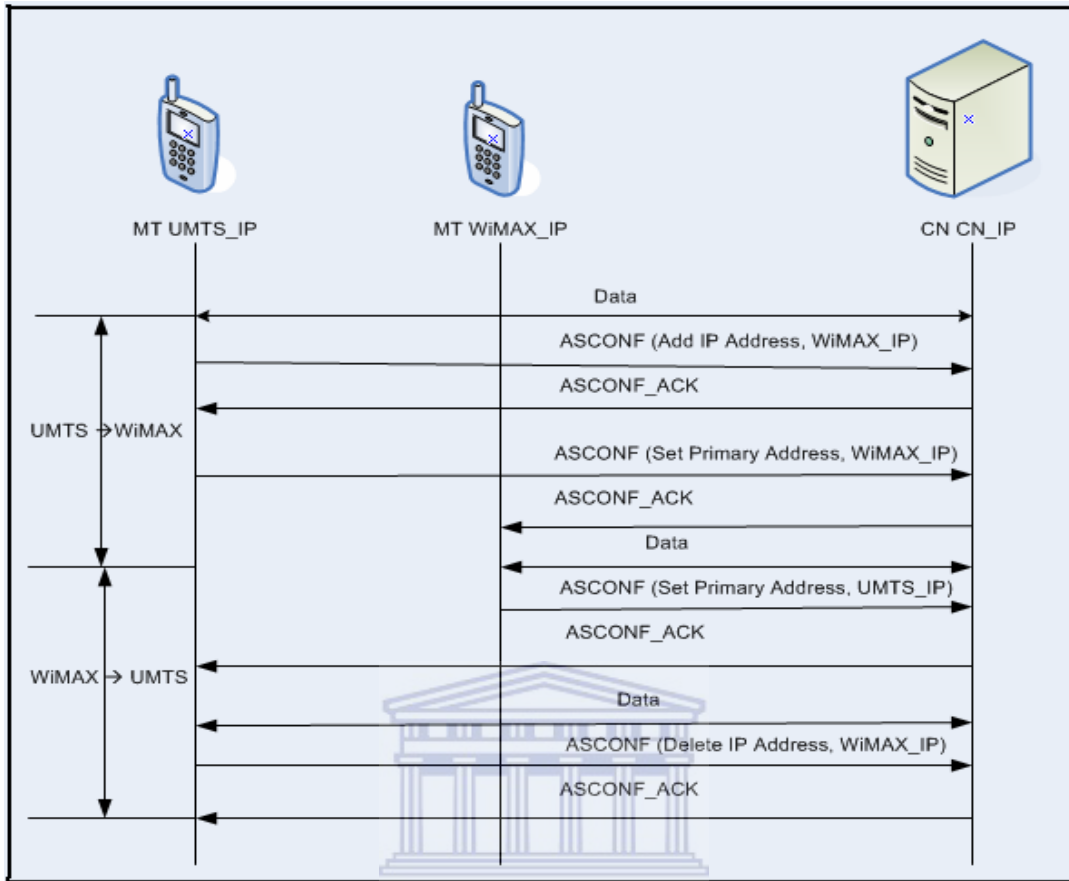 MT UMTS_IP
MT WiMAX_IP
CN CN_IP
Data
ASCONF (Add IP Address, WiMAX_IP)
ASCONF_ACK
UMTS → WiMAX
ASCONF (Set Primary Address, WiMAX_IP)
ASCONF_ACK
Data
ASCONF (Set Primary Address, UMTS_IP)
ASCONF_ACK
WiMAX → UMTS
Data
ASCONF (Delete IP Address, WiMAX_IP)
ASCONF_ACK